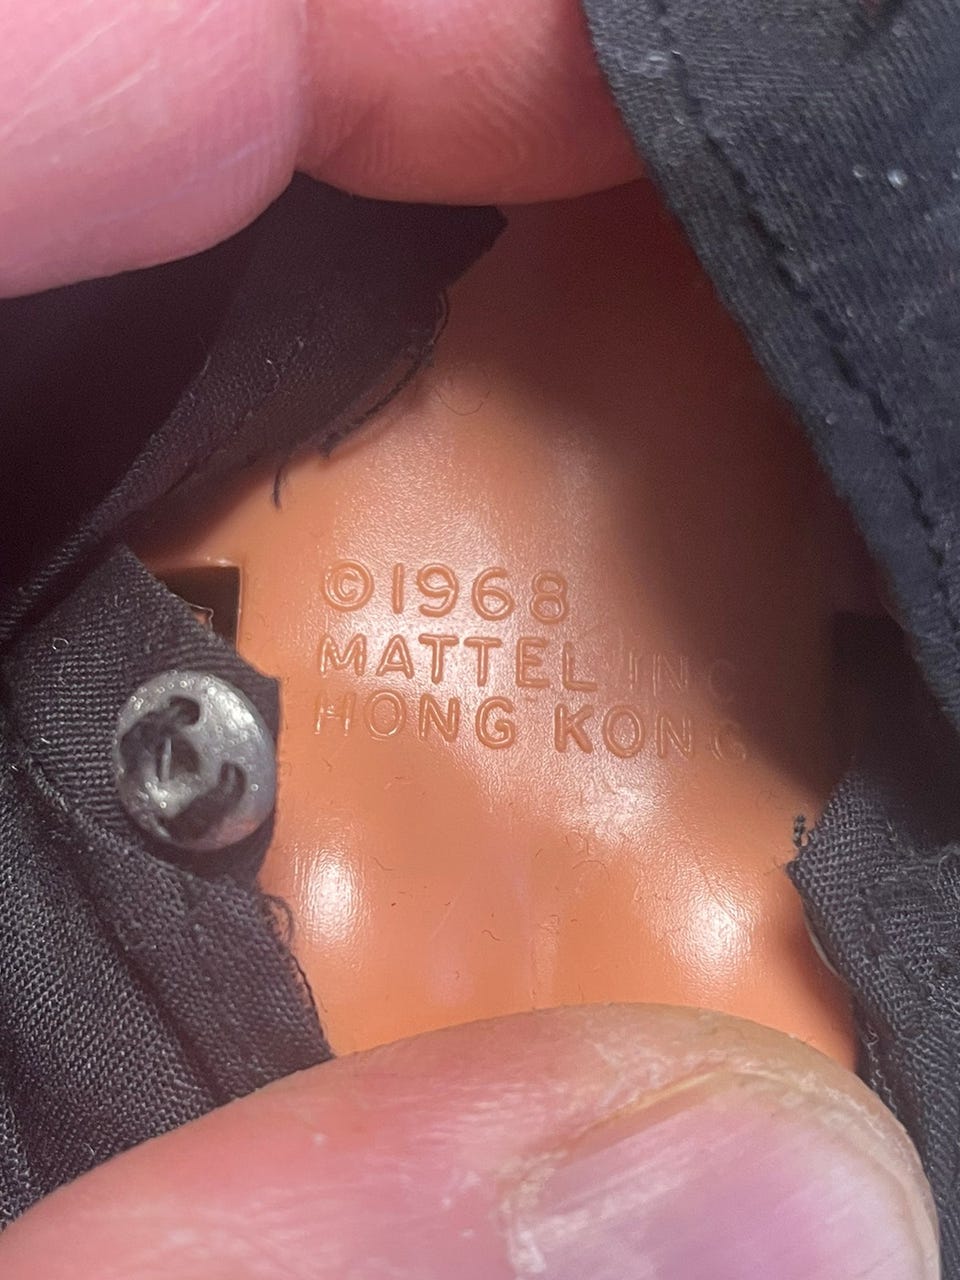 ©1968
MATTEL INC
HONG KONG